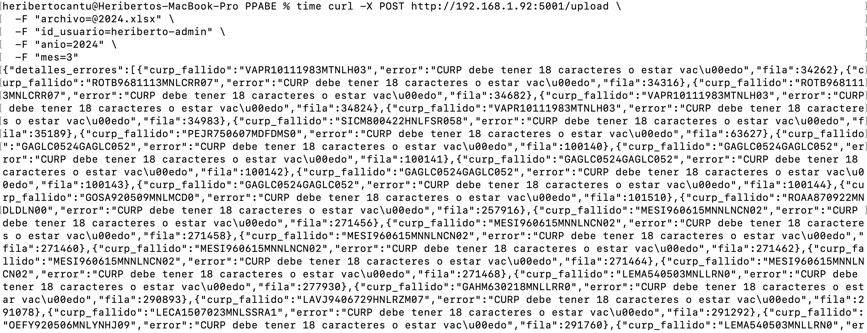 heribertocantu@Heribertos-MacBook-Pro PPABE % time curl -X POST http://192.168.1.92:5001/upload \
-F "archivo=@2024.xlsx" \
-F "id_usuario=heriberto-admin" \
-F "anio=2024" \
-F "mes=3"
{"detalles_errores":[{"curp_fallido":"VAPR10111983MTNLH03","error":"CURP debe tener 18 caracteres o estar vac\u00edo","fila":34262},{"c
urp_fallido":"ROTB9681113MNLCRR07","error":"CURP debe tener 18 caracteres o estar vac\u00edo","fila":34316},{"curp_fallido":"ROTB968111
3MNLCRR07","error":"CURP debe tener 18 caracteres o estar vac\u00edo","fila":34682},{"curp_fallido":"VAPR10111983MTNLH03","error":"CURP
debe tener 18 caracteres o estar vac\u00edo","fila":34824},{"curp_fallido":"VAPR10111983MTNLH03","error":"CURP debe tener 18 caractere
s o estar vac\u00edo","fila":34983},{"curp_fallido":"SICM800422HNLFSR058","error":"CURP debe tener 18 caracteres o estar vac\u00edo","f
ila":35189},{"curp_fallido":"PEJR750607MDFDMS0","error":"CURP debe tener 18 caracteres o estar vac\u00edo","fila":63627},{"curp_fallido
":"GAGLC0524GAGLC052","error":"CURP debe tener 18 caracteres o estar vac\u00edo","fila":100140},{"curp_fallido":"GAGLC0524GAGLC052","er
ror":"CURP debe tener 18 caracteres o estar vac\u00edo","fila":100141},{"curp_fallido":"GAGLC0524GAGLC052","error":"CURP debe tener 18
caracteres o estar vac\u00edo","fila":100142},{"curp_fallido":"GAGLC0524GAGLC052","error":"CURP debe tener 18 caracteres o estar vac\u0
0edo","fila":100143},{"curp_fallido":"GAGLC0524GAGLC052","error":"CURP debe tener 18 caracteres o estar vac\u00edo","fila":100144},{"cu
rp_fallido":"GOSA920509MNLMCD0","error":"CURP debe tener 18 caracteres o estar vac\u00edo","fila":101510},{"curp_fallido":"ROAA870922MN
DLDLN00","error":"CURP debe tener 18 caracteres o estar vac\u00edo","fila":257916},{"curp_fallido":"MESI960615MNNLNCN02","error":"CURP
debe tener 18 caracteres o estar vac\u00edo","fila":271456},{"curp_fallido":"MESI960615MNNLNCN02","error":"CURP debe tener 18 caractere
s o estar vac\u00edo","fila":271458},{"curp_fallido":"MESI960615MNNLNCN02","error":"CURP debe tener 18 caracteres o estar vac\u00edo","
fila":271460},{"curp_fallido":"MESI960615MNNLNCN02","error":"CURP debe tener 18 caracteres o estar vac\u00edo","fila":271462},{"curp_fa
llido":"MESI960615MNNLNCN02","error":"CURP debe tener 18 caracteres o estar vac\u00edo","fila":271464},{"curp_fallido":"MESI960615MNNLN
CN02","error":"CURP debe tener 18 caracteres o estar vac\u00edo","fila":271468},{"curp_fallido":"LEMA540503MNLLRN0","error":"CURP debe
tener 18 caracteres o estar vac\u00edo","fila":277930},{"curp_fallido":"GAHM630218MNLLRR0","error":"CURP debe tener 18 caracteres o est
ar vac\u00edo","fila":290893},{"curp_fallido":"LAVJ9406729HNLRZM07","error":"CURP debe tener 18 caracteres o estar vac\u00edo","fila":2
91078},{"curp_fallido":"LECA1507023MNLSSRA1","error":"CURP debe tener 18 caracteres o estar vac\u00edo","fila":291292},{"curp_fallido":
"OEFY920506MNLYNHJ09","error":"CURP debe tener 18 caracteres o estar vac\u00edo","fila":291760},{"curp_fallido":"LEMA540503MNLLRN0","er